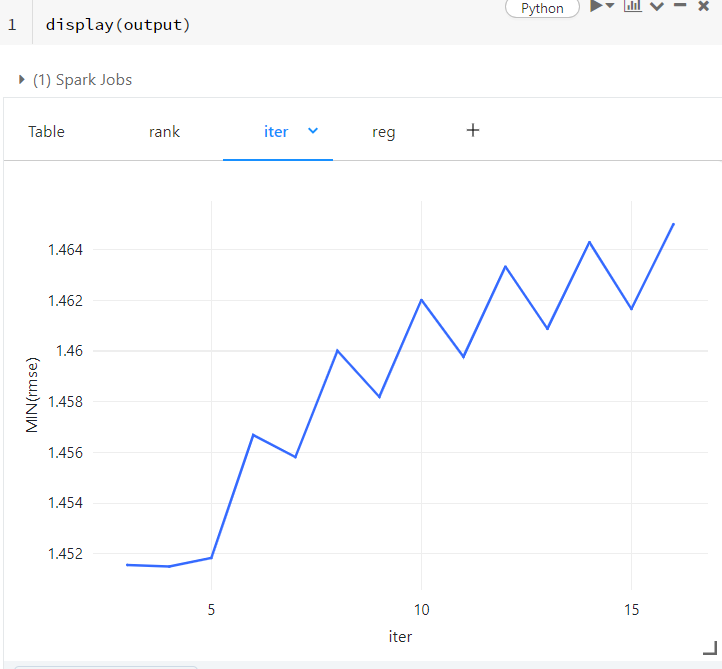 Python
1 display(output)
(1) Spark Jobs
Table rank iter reg +
1.464
1.462
1.46
1.458
1.456
1.454
1.452
MIN(rmse)
5 10 15
iter